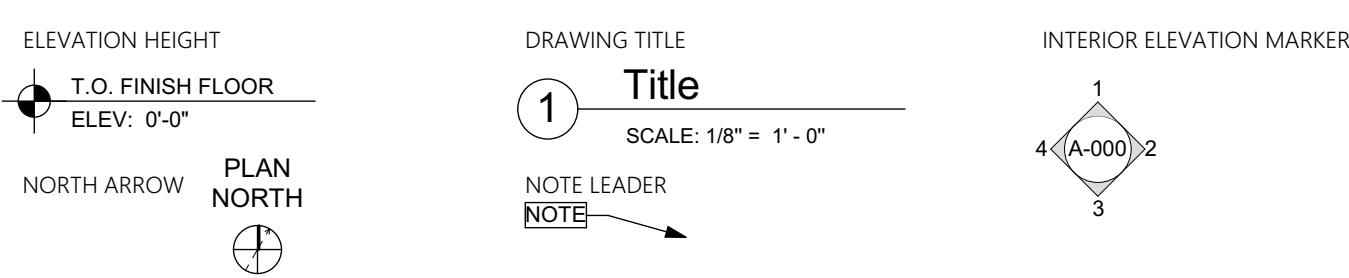 ELEVATION HEIGHT
T.O. FINISH FLOOR
ELEV: 0'-0"
NORTH ARROW
PLAN
NORTH
DRAWING TITLE
1
Title
SCALE: 1/8" = 1' - 0"
NOTE LEADER
NOTE
INTERIOR ELEVATION MARKER
1
4 A-000 2
3